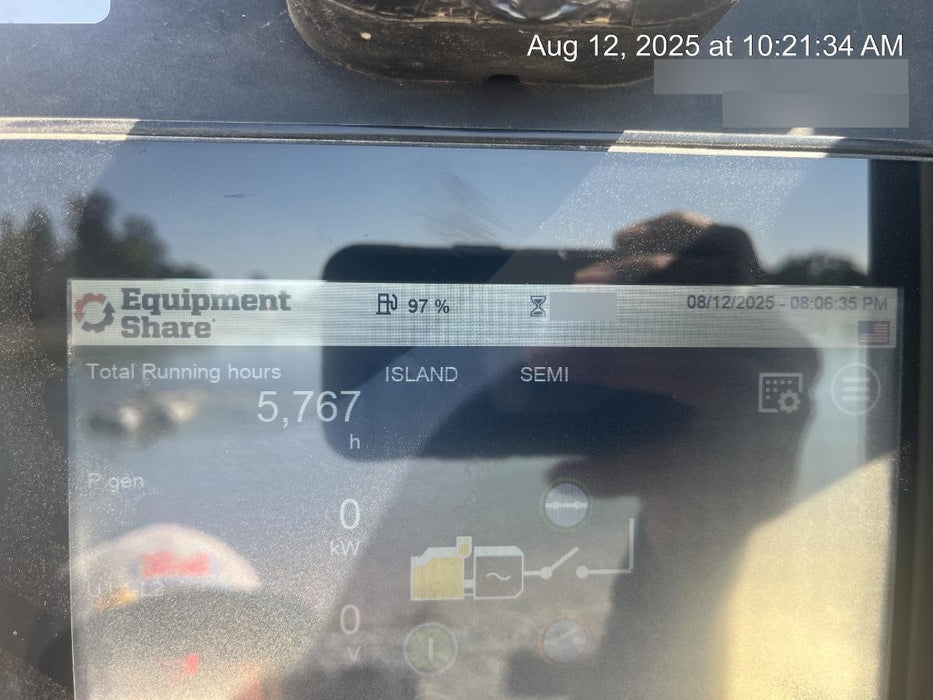 Aug 12, 2025 at 10:21:34 AM
Equipment
Share
97 %
08/12/2025 - 08:06:35 PM
Total Running hours
ISLAND
SEMI
5,767
h
P gen
0
kW
0
V